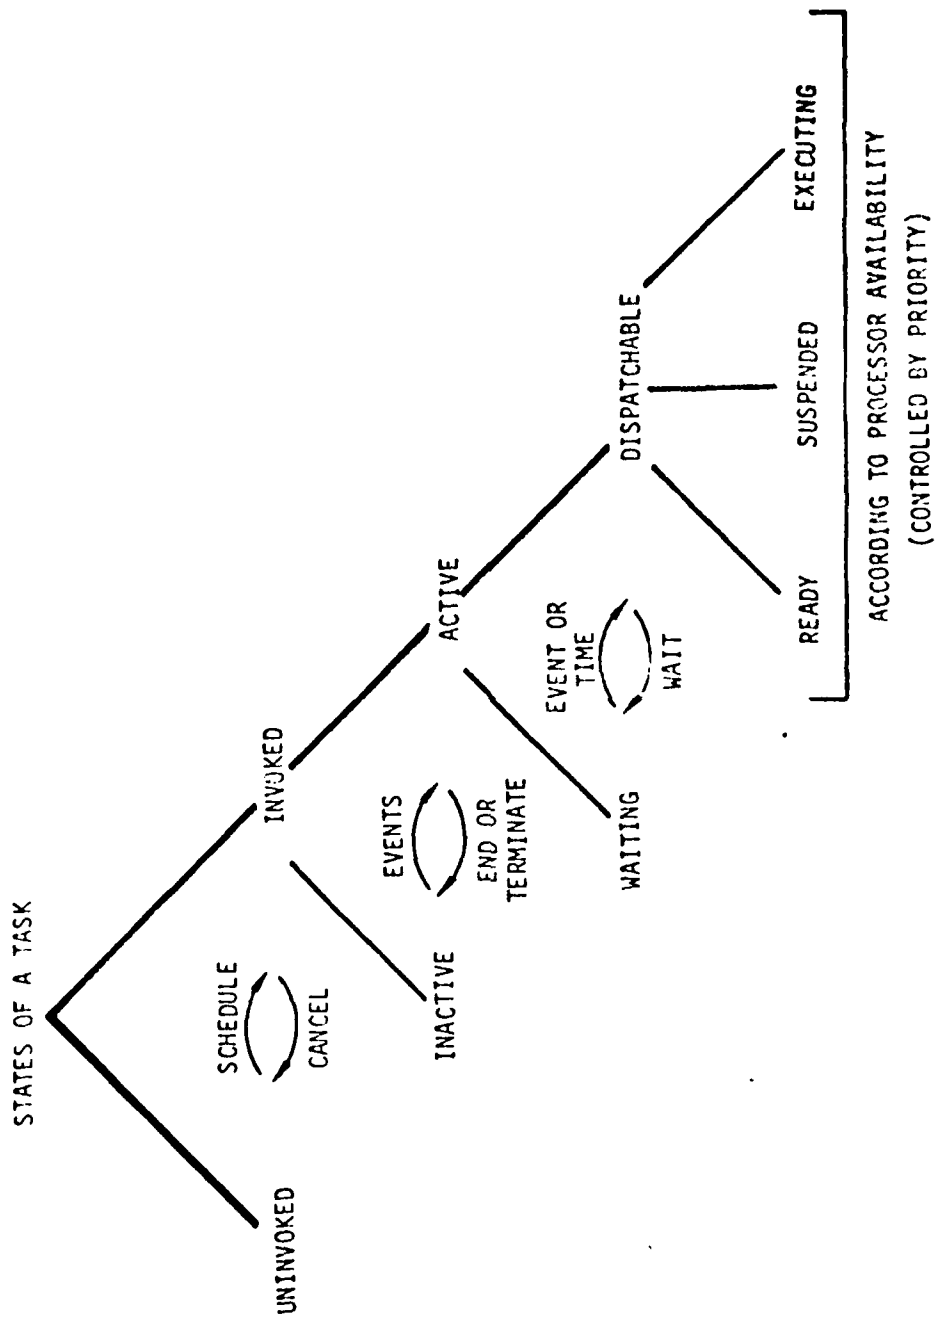 STATES OF A TASK
UNINVOKED
SCHEDULE
CANCEL
INVOKED
INACTIVE
EVENTS
END OR
TERMINATE
ACTIVE
WAITING
EVENT OR
TIME
WAIT
DISPATCHABLE
READY
SUSPENDED
EXECUTING
ACCORDING TO PROCESSOR AVAILABILITY
(CONTROLLED BY PRIORITY)